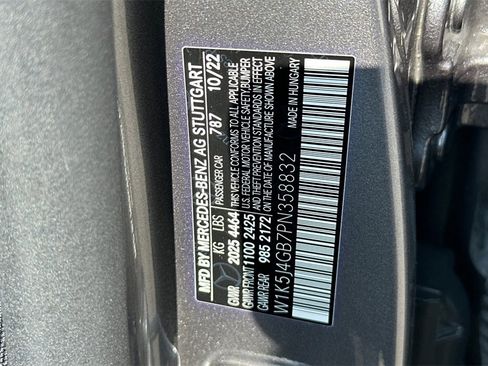 MFD BY MERCEDES-BENZ AG STUTTGART
PASSENGER CAR 787 10/22
KG LBS
GVWR 2025 4464
GAWR FRONT 1100 2425
GAWR REAR 985 2172
THIS VEHICLE CONFORMS TO ALL APPLICABLE
U.S. FEDERAL MOTOR VEHICLE SAFETY, BUMPER
AND THEFT PREVENTION STANDARDS IN EFFECT
ON THE DATE OF MANUFACTURE SHOWN ABOVE
W1K5J4GB7PN358832
MADE IN HUNGARY